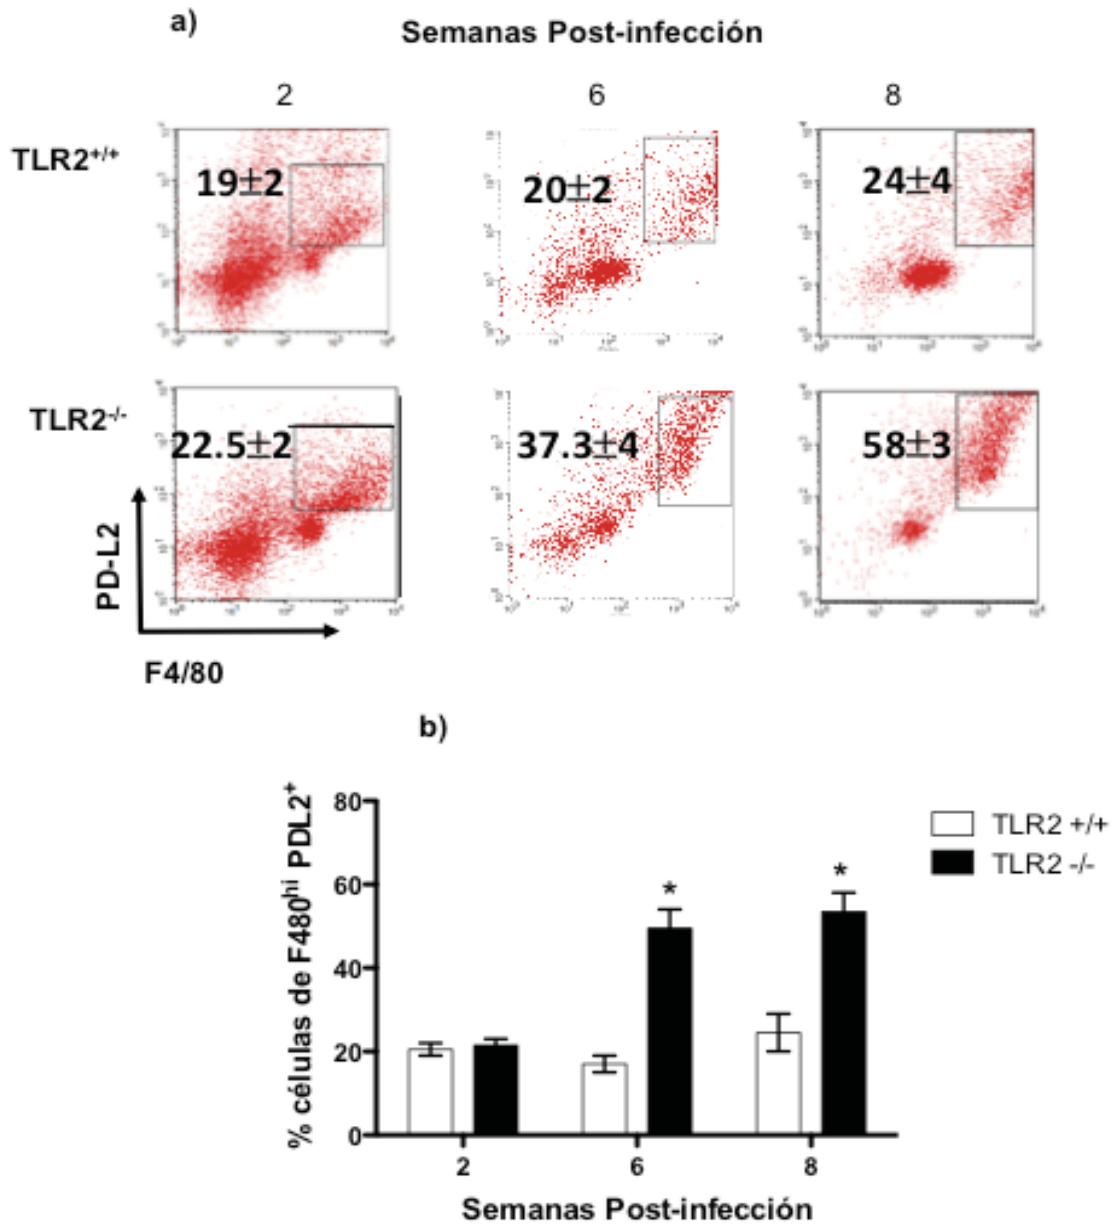 a)
Semanas Post-infección
2 6 8
TLR2+/+
19±2 20±2 24±4
TLR2-/-
22.5±2 37.3±4 58±3
PD-L2
F4/80
b)
% células de F480hi PDL2+
80
60
40
20
0
* *
TLR2 +/+
TLR2 -/-
2 6 8
Semanas Post-infección